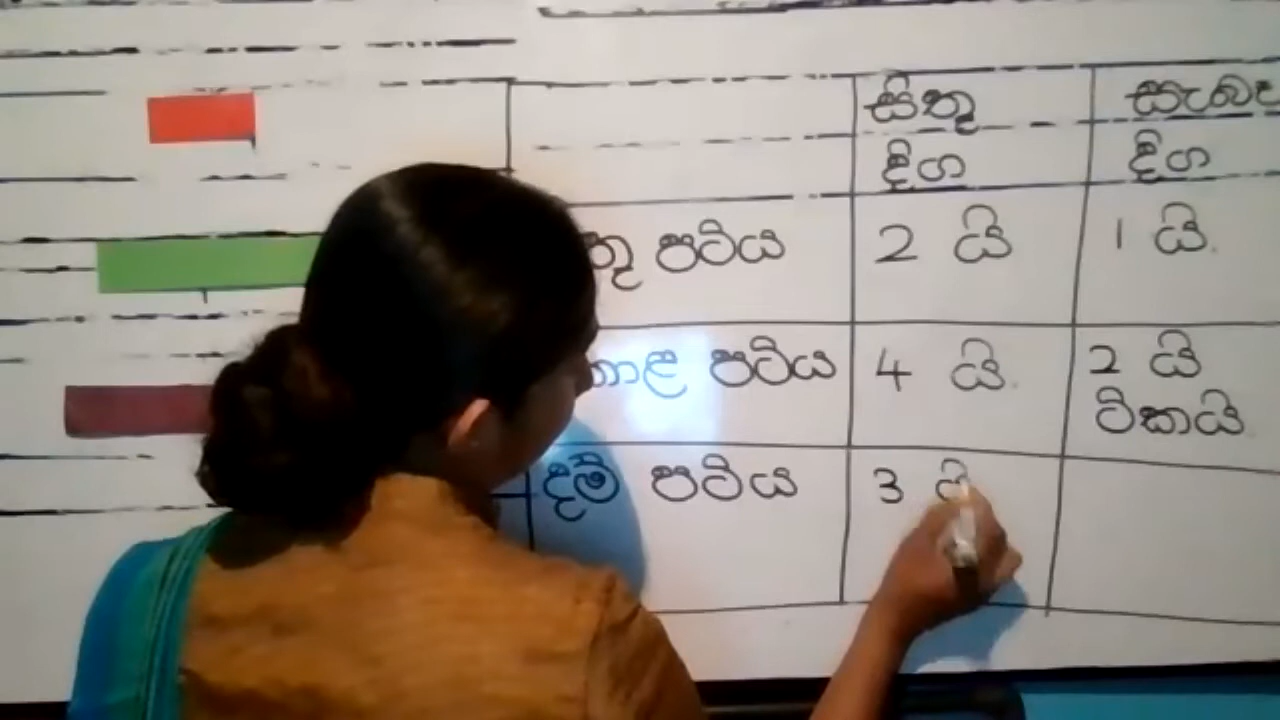 සිතූ
දිග
දිග
පටිය 2 යි 1 යි.
පටිය 4 යි. 2 යි
ටිකයි.
දම් පටිය 3